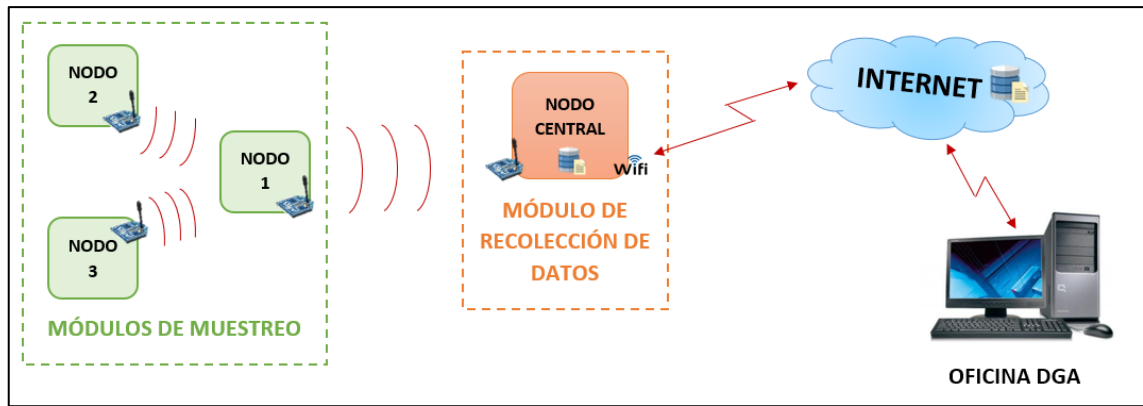 NODO
2
NODO
1
NODO
3
MÓDULOS DE MUESTREO
NODO
CENTRAL
Wifi
MÓDULO DE
RECOLECCIÓN DE
DATOS
INTERNET
OFICINA DGA